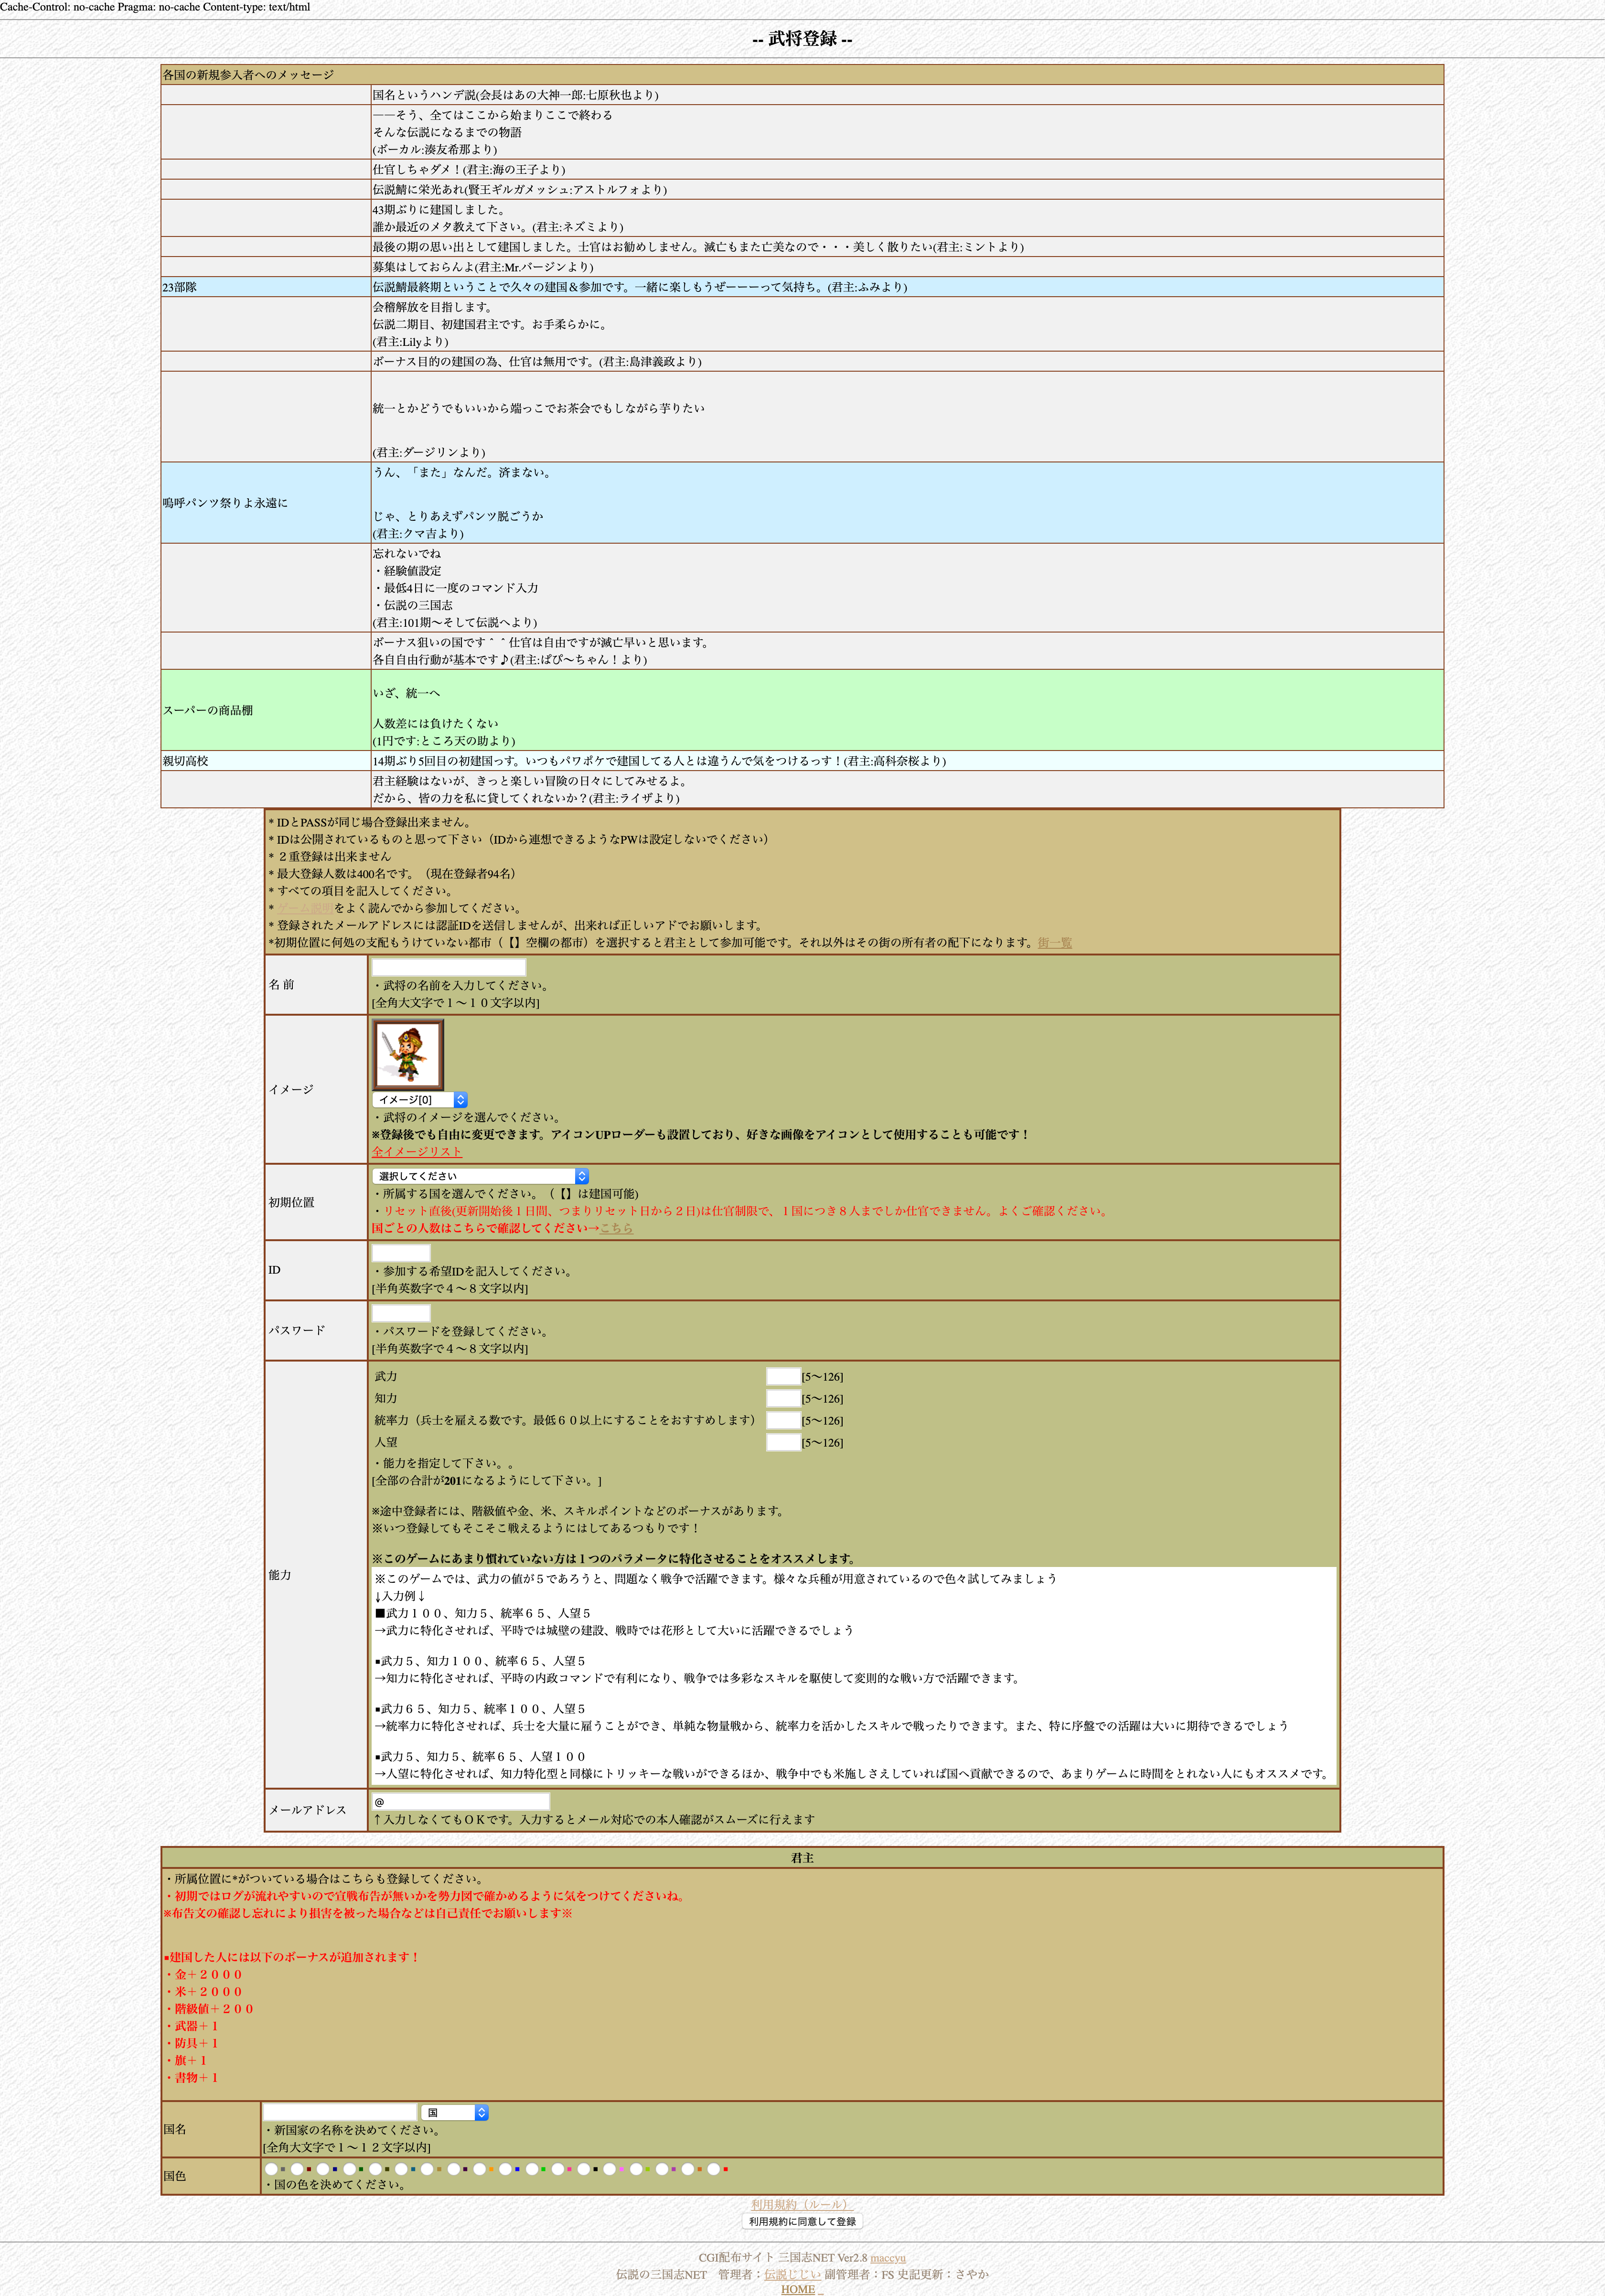 Cache-Control: no-cache Pragma: no-cache Content-type: text/html
-- 武将登録 --
各国の新規参入者へのメッセージ
国名というハンデ説(会長はあの大神一郎:七原秋也より)
――そう、全てはここから始まりここで終わる
そんな伝説になるまでの物語
(ボーカル:湊友希那より)
仕官しちゃダメ！(君主:海の王子より)
伝説鯖に栄光あれ(賢王ギルガメッシュ:アストルフォより)
43期ぶりに建国しました。
誰か最近のメタ教えて下さい。(君主:ネズミより)
最後の期の思い出として建国しました。士官はお勧めしません。滅亡もまた亡美なので・・・美しく散りたい(君主:ミントより)
募集はしておらんよ(君主:Mr.バージンより)
23部隊
伝説鯖最終期ということで久々の建国＆参加です。一緒に楽しもうぜーーーって気持ち。(君主:ふみより)
会稽解放を目指します。
伝説二期目、初建国君主です。お手柔らかに。
(君主:Lilyより)
ボーナス目的の建国の為、仕官は無用です。(君主:島津義政より)
統一とかどうでもいいから端っこでお茶会でもしながら芋りたい
(君主:ダージリンより)
嗚呼パンツ祭りよ永遠に
うん、「また」なんだ。済まない。
じゃ、とりあえずパンツ脱ごうか
(君主:クマ吉より)
忘れないでね
・経験値設定
・最低4日に一度のコマンド入力
・伝説の三国志
(君主:101期～そして伝説へより)
ボーナス狙いの国です＾＾仕官は自由ですが滅亡早いと思います。
各自自由行動が基本です♪(君主:ぱぴ～ちゃん！より)
スーパーの商品棚
いざ、統一へ
人数差には負けたくない
(1円です:ところ天の助より)
親切高校
14期ぶり5回目の初建国っす。いつもパワポケで建国してる人とは違うんで気をつけるっす！(君主:高科奈桜より)
君主経験はないが、きっと楽しい冒険の日々にしてみせるよ。
だから、皆の力を私に貸してくれないか？(君主:ライザより)
* IDとPASSが同じ場合登録出来ません。
* IDは公開されているものと思って下さい（IDから連想できるようなPWは設定しないでください）
* ２重登録は出来ません
* 最大登録人数は400名です。（現在登録者94名）
* すべての項目を記入してください。
* ゲーム説明をよく読んでから参加してください。
* 登録されたメールアドレスには認証IDを送信しませんが、出来れば正しいアドでお願いします。
*初期位置に何処の支配もうけていない都市（【】空欄の都市）を選択すると君主として参加可能です。それ以外はその街の所有者の配下になります。街一覧
名 前
・武将の名前を入力してください。
[全角大文字で１～１０文字以内]
イメージ
イメージ[0]
・武将のイメージを選んでください。
※登録後でも自由に変更できます。アイコンUPローダーも設置しており、好きな画像をアイコンとして使用することも可能です！
全イメージリスト
初期位置
選択してください
・所属する国を選んでください。（【】は建国可能)
・リセット直後(更新開始後１日間、つまりリセット日から２日)は仕官制限で、１国につき８人までしか仕官できません。よくご確認ください。
国ごとの人数はこちらで確認してください→こちら
ID
・参加する希望IDを記入してください。
[半角英数字で４～８文字以内]
パスワード
・パスワードを登録してください。
[半角英数字で４～８文字以内]
能力
武力 [5～126]
知力 [5～126]
統率力（兵士を雇える数です。最低６０以上にすることをおすすめします） [5～126]
人望 [5～126]
・能力を指定して下さい。。
[全部の合計が201になるようにして下さい。]
※途中登録者には、階級値や金、米、スキルポイントなどのボーナスがあります。
※いつ登録してもそこそこ戦えるようにはしてあるつもりです！
※このゲームにあまり慣れていない方は１つのパラメータに特化させることをオススメします。
※このゲームでは、武力の値が５であろうと、問題なく戦争で活躍できます。様々な兵種が用意されているので色々試してみましょう
↓入力例↓
■武力１００、知力５、統率６５、人望５
→武力に特化させれば、平時では城壁の建設、戦時では花形として大いに活躍できるでしょう
▪武力５、知力１００、統率６５、人望５
→知力に特化させれば、平時の内政コマンドで有利になり、戦争では多彩なスキルを駆使して変則的な戦い方で活躍できます。
▪武力６５、知力５、統率１００、人望５
→統率力に特化させれば、兵士を大量に雇うことができ、単純な物量戦から、統率力を活かしたスキルで戦ったりできます。また、特に序盤での活躍は大いに期待できるでしょう
▪武力５、知力５、統率６５、人望１００
→人望に特化させれば、知力特化型と同様にトリッキーな戦いができるほか、戦争中でも米施しさえしていれば国へ貢献できるので、あまりゲームに時間をとれない人にもオススメです。
メールアドレス
@
↑入力しなくてもＯＫです。入力するとメール対応での本人確認がスムーズに行えます
君主
・所属位置に*がついている場合はこちらも登録してください。
・初期ではログが流れやすいので宣戦布告が無いかを勢力図で確かめるように気をつけてくださいね。
※布告文の確認し忘れにより損害を被った場合などは自己責任でお願いします※
▪建国した人には以下のボーナスが追加されます！
・金＋２０００
・米＋２０００
・階級値＋２００
・武器＋１
・防具＋１
・旗＋１
・書物＋１
国名
国
・新国家の名称を決めてください。
[全角大文字で１～１２文字以内]
国色
・国の色を決めてください。
利用規約（ルール）
利用規約に同意して登録
CGI配布サイト 三国志NET Ver2.8 maccyu
伝説の三国志NET 管理者：伝説じじい 副管理者：FS 史記更新：さやか
HOME